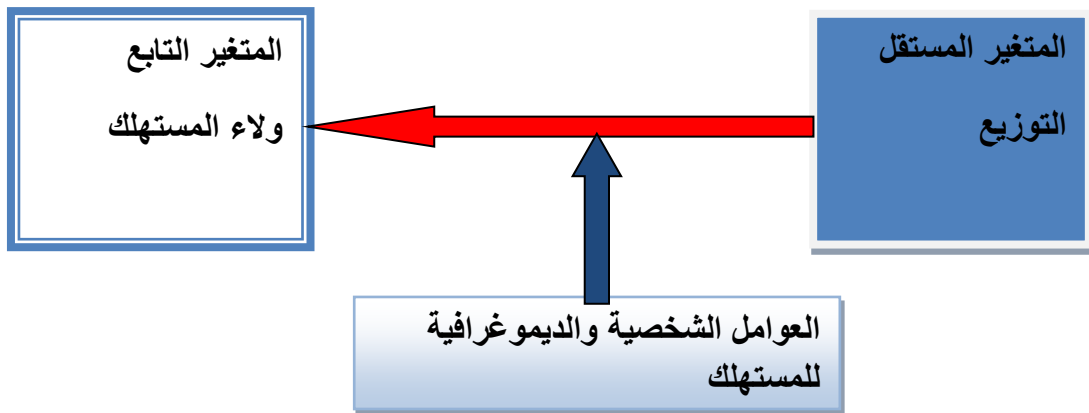 المتغير المستقل
التوزيع
المتغير التابع
ولاء المستهلك
العوامل الشخصية والديموغرافية
للمستهلك